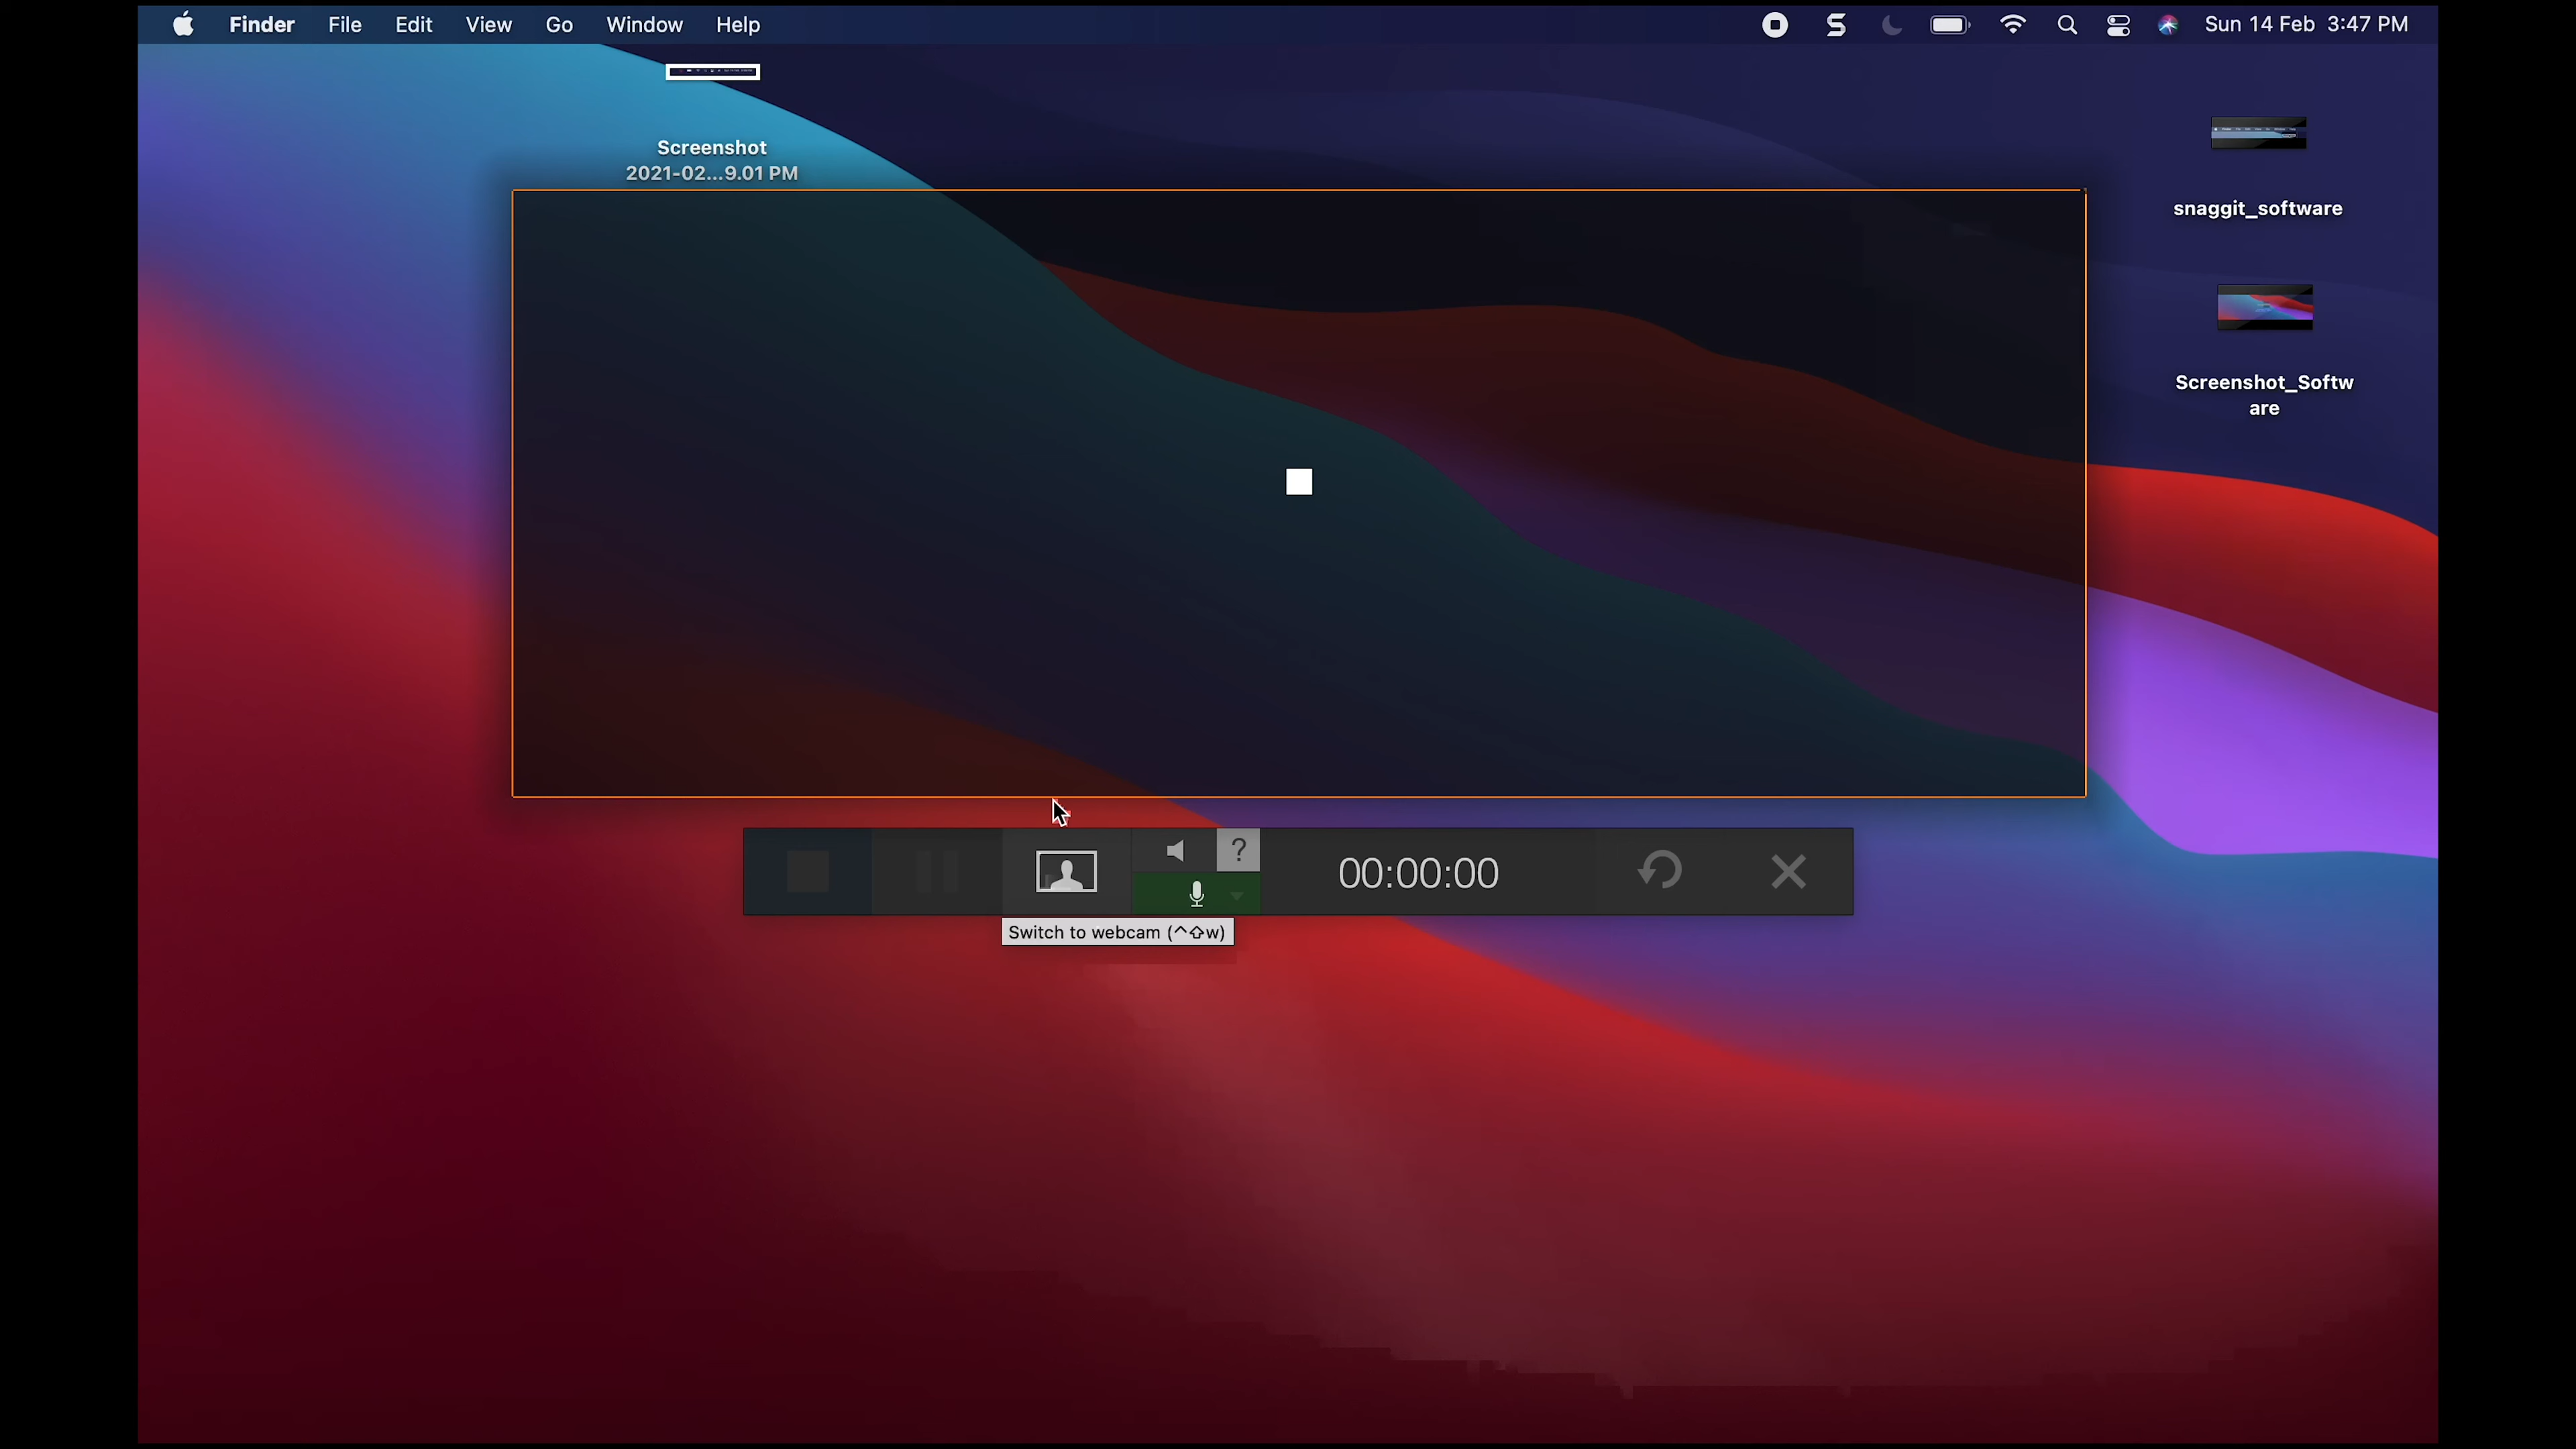 Finder File Edit View Go Window Help Sun 14 Feb 3:47 PM
Screenshot
2021-02...9.01 PM
snaggit_software
Screenshot_Softw
are
?
00:00:00
Switch to webcam (^⇧w)